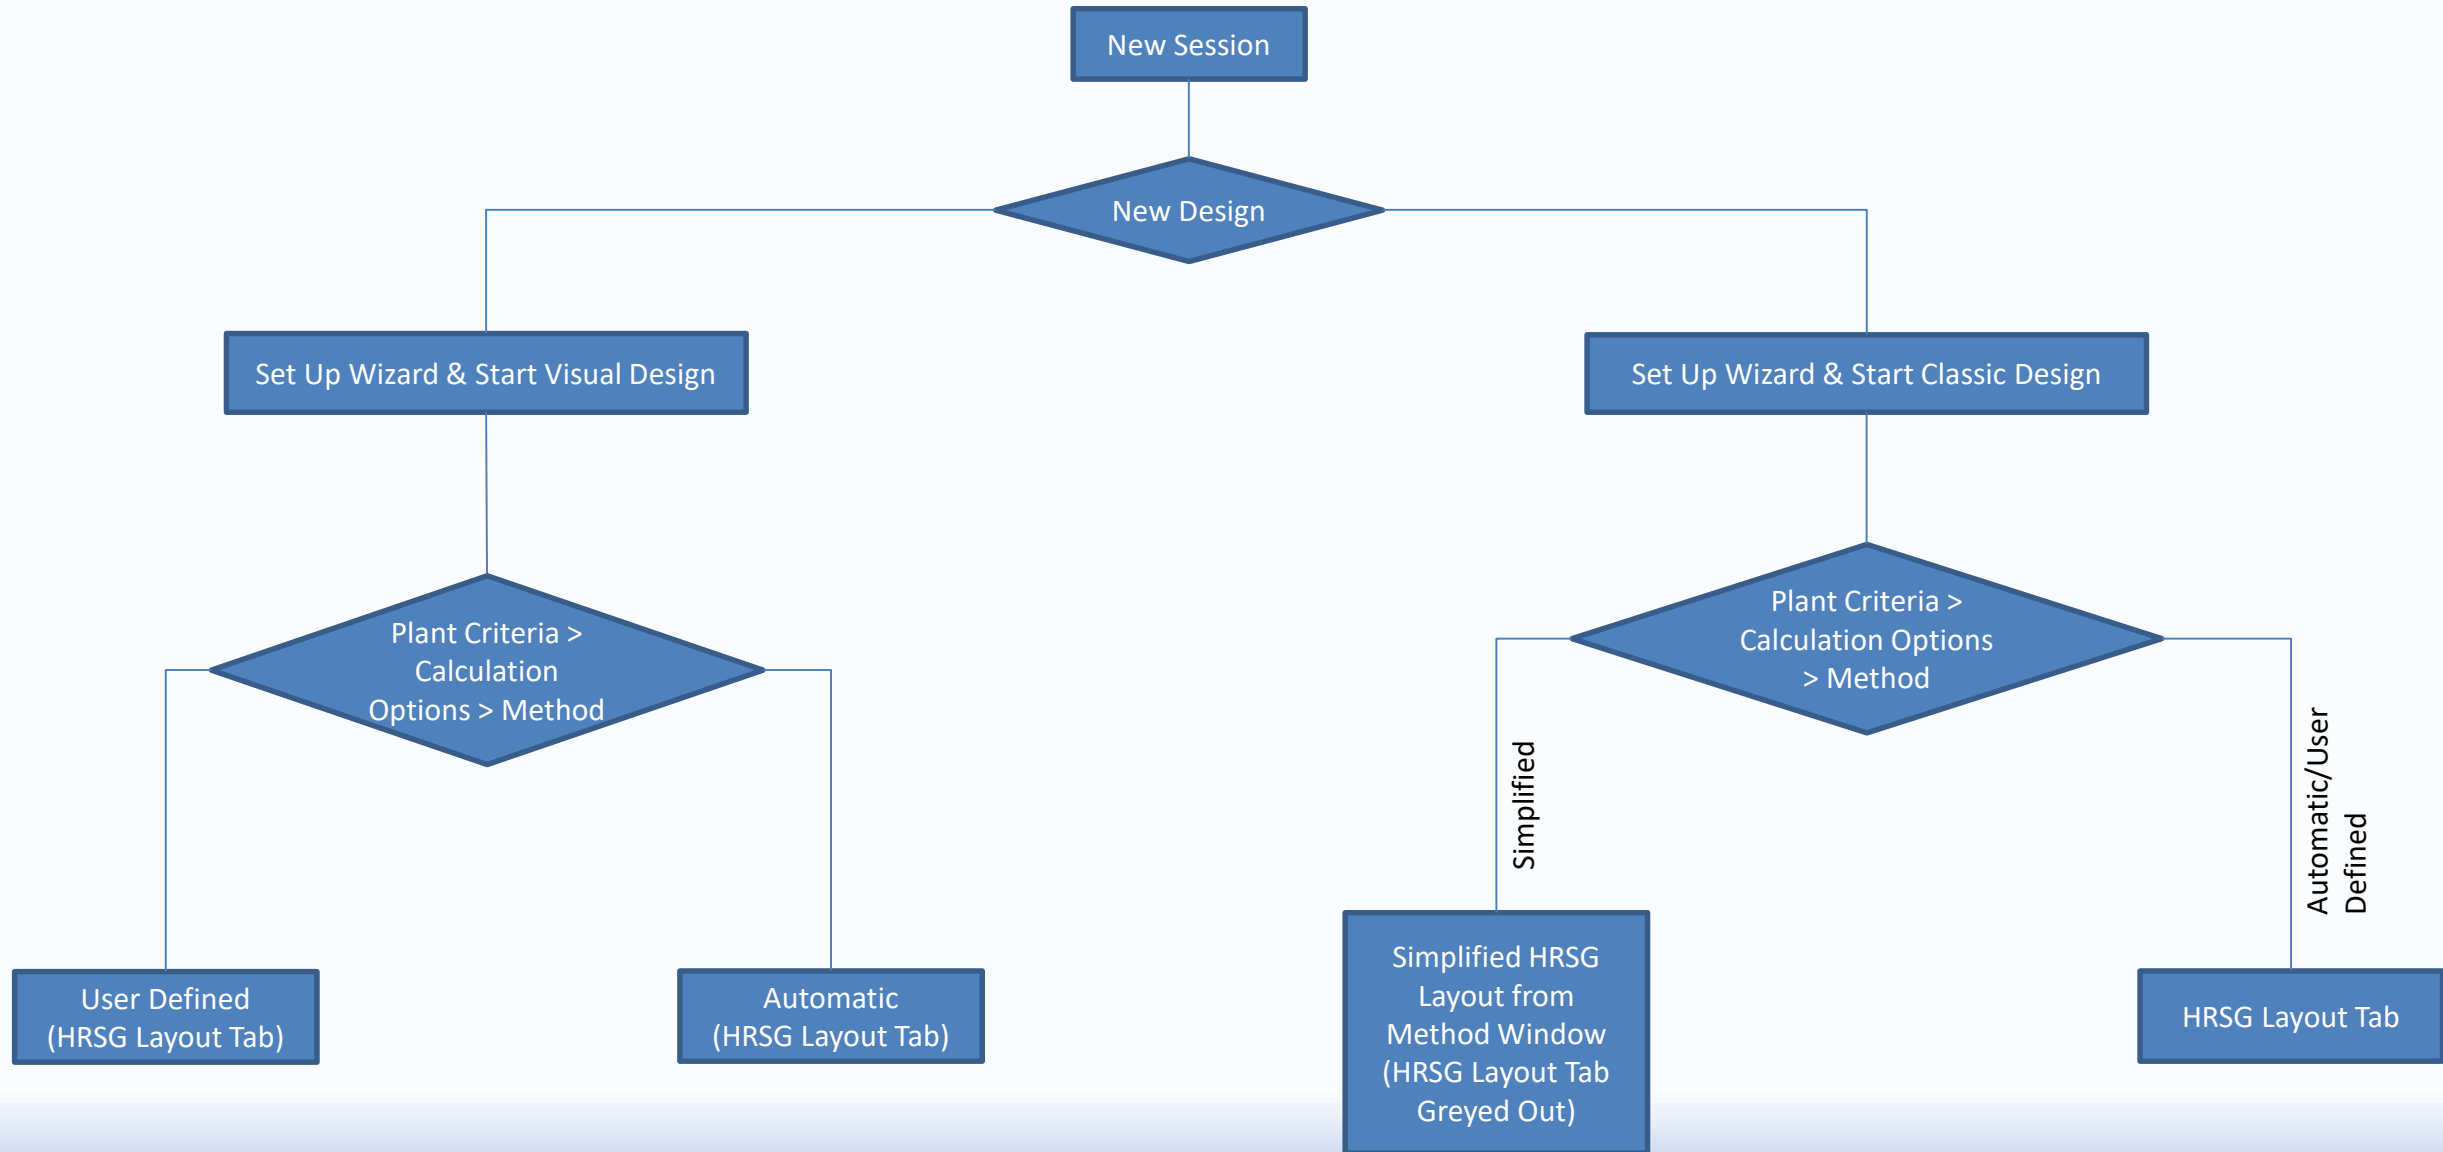 New Session
New Design
Set Up Wizard & Start Visual Design
Set Up Wizard & Start Classic Design
Plant Criteria >
Calculation
Options > Method
Plant Criteria >
Calculation Options
> Method
Simplified
Automatic/User
Defined
User Defined
(HRSG Layout Tab)
Automatic
(HRSG Layout Tab)
Simplified HRSG
Layout from
Method Window
(HRSG Layout Tab
Greyed Out)
HRSG Layout Tab